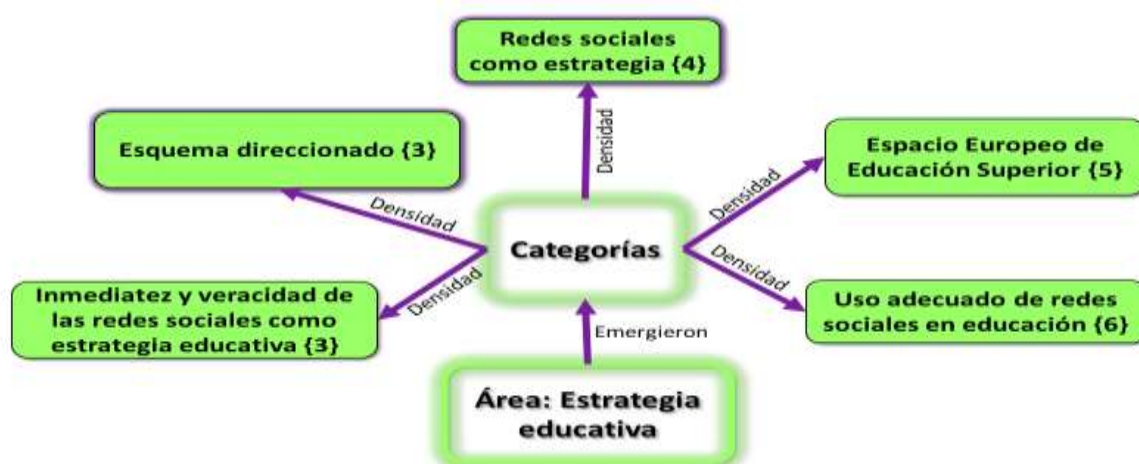 Redes sociales
como estrategia {4}
Densidad
Esquema direccionado {3}
Densidad
Espacio Europeo de
Educación Superior {5}
Densidad
Categorías
Inmediatez y veracidad de
las redes sociales como
estrategia educativa {3}
Densidad
Uso adecuado de redes
sociales en educación {6}
Densidad
Emergieron
Área: Estrategia
educativa